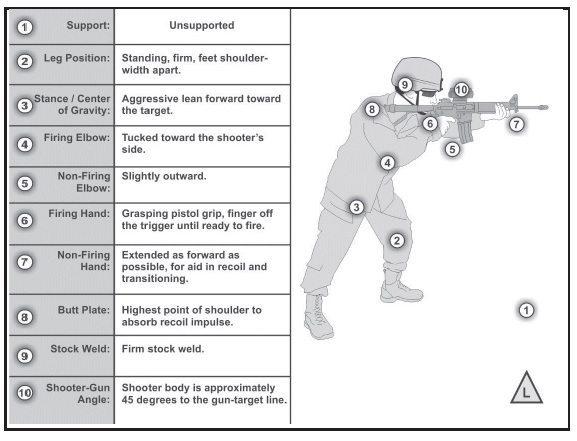 1 Support: Unsupported
2 Leg Position: Standing, firm, feet shoulder-
width apart.
3 Stance / Center
of Gravity: Aggressive lean forward toward
the target.
4 Firing Elbow: Tucked toward the shooter's
side.
5 Non-Firing
Elbow: Slightly outward.
6 Firing Hand: Grasping pistol grip, finger off
the trigger until ready to fire.
7 Non-Firing
Hand: Extended as forward as
possible, for aid in recoil and
transitioning.
8 Butt Plate: Highest point of shoulder to
absorb recoil impulse.
9 Stock Weld: Firm stock weld.
10 Shooter-Gun
Angle: Shooter body is approximately
45 degrees to the gun-target line.
9
10
8
6
7
5
4
3
2
1
L